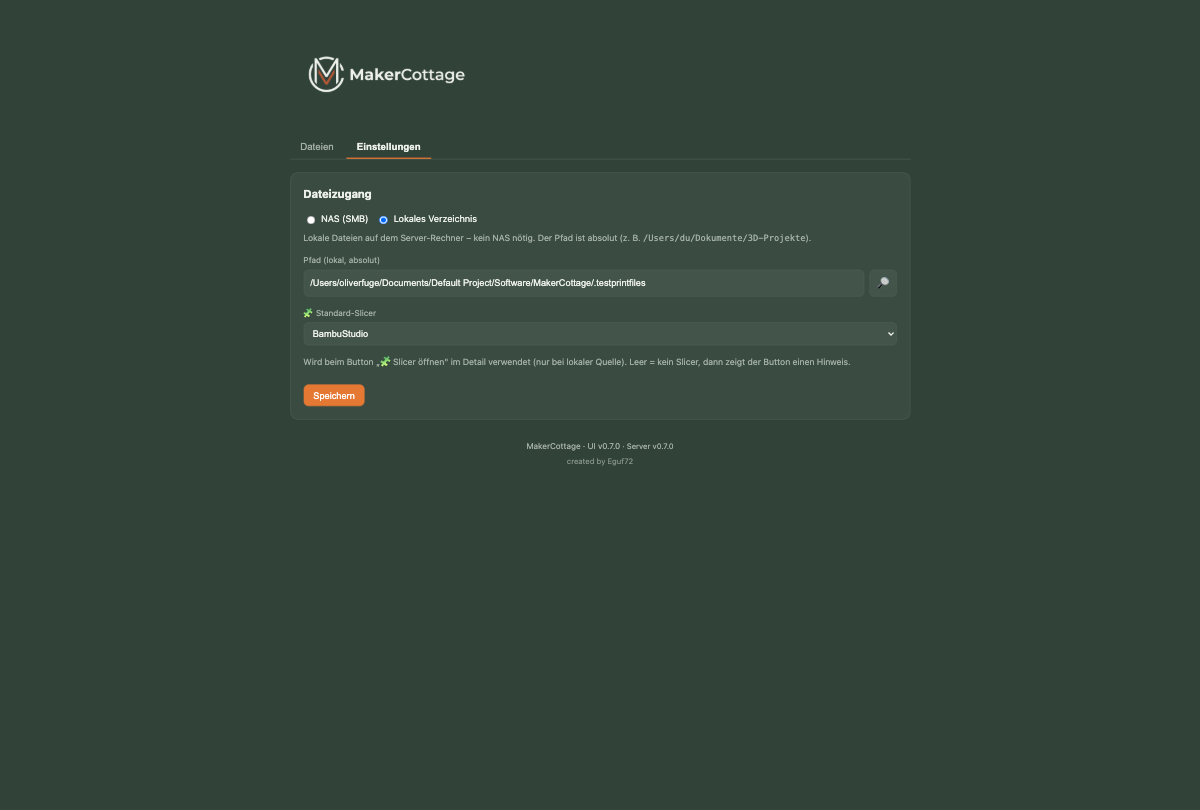 MakerCottage
Dateien Einstellungen
Dateizugang
NAS (SMB) Lokales Verzeichnis
Lokale Dateien auf dem Server-Rechner – kein NAS nötig. Der Pfad ist absolut (z. B. /Users/du/Dokumente/3D-Projekte).
Pfad (lokal, absolut)
/Users/oliverfuge/Documents/Default Project/Software/MakerCottage/.testprintfiles
🧩 Standard-Slicer
BambuStudio
Wird beim Button „🧩 Slicer öffnen“ im Detail verwendet (nur bei lokaler Quelle). Leer = kein Slicer, dann zeigt der Button einen Hinweis.
Speichern
MakerCottage · UI v0.7.0 · Server v0.7.0
created by Eguf72